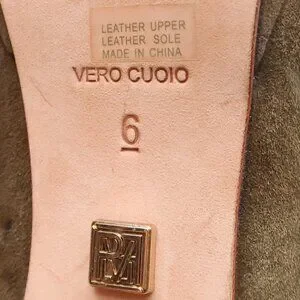 LEATHER UPPER
LEATHER SOLE
MADE IN CHINA
VERO CUOIO
6